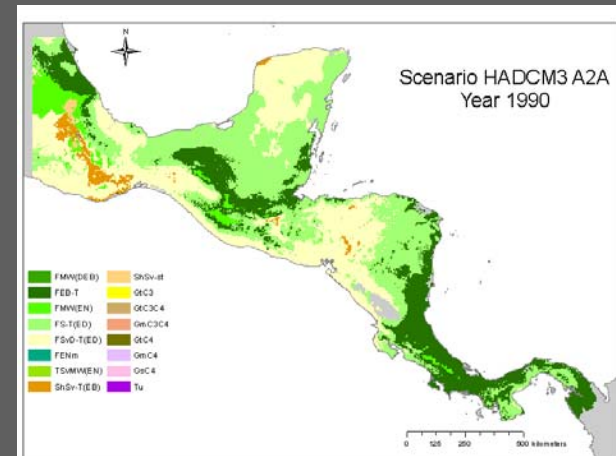 N
Scenario HADCM3 A2A
Year 1990
FMW(DEB)
FEB-T
FMW(EN)
FS-T(ED)
FSvD-T(ED)
FENm
TSvMW(EN)
ShSv-T(EB)
ShSv-st
GtC3
GtC3C4
GmC3C4
GtC4
GmC4
GsC4
Tu
0 125 250 500 kilometers